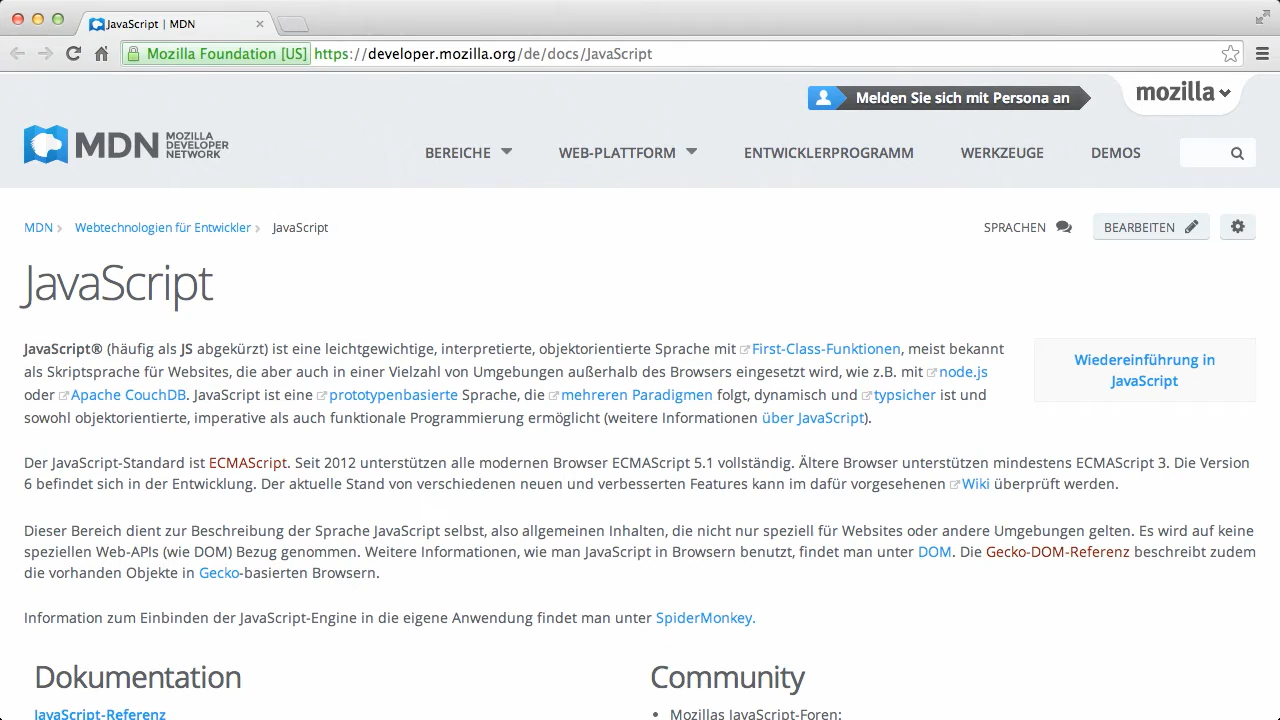 JavaScript | MDN
Mozilla Foundation [US] https://developer.mozilla.org/de/docs/JavaScript
Melden Sie sich mit Persona an
mozilla
MDN MOZILLA DEVELOPER NETWORK
BEREICHE WEB-PLATTFORM ENTWICKLERPROGRAMM WERKZEUGE DEMOS
MDN Webtechnologien für Entwickler JavaScript
SPRACHEN BEARBEITEN
JavaScript
JavaScript® (häufig als JS abgekürzt) ist eine leichtgewichtige, interpretierte, objektorientierte Sprache mit First-Class-Funktionen, meist bekannt
als Skriptsprache für Websites, die aber auch in einer Vielzahl von Umgebungen außerhalb des Browsers eingesetzt wird, wie z.B. mit node.js
oder Apache CouchDB. JavaScript ist eine prototypenbasierte Sprache, die mehreren Paradigmen folgt, dynamisch und typsicher ist und
sowohl objektorientierte, imperative als auch funktionale Programmierung ermöglicht (weitere Informationen über JavaScript).
Wiedereinführung in
JavaScript
Der JavaScript-Standard ist ECMAScript. Seit 2012 unterstützen alle modernen Browser ECMAScript 5.1 vollständig. Ältere Browser unterstützen mindestens ECMAScript 3. Die Version
6 befindet sich in der Entwicklung. Der aktuelle Stand von verschiedenen neuen und verbesserten Features kann im dafür vorgesehenen Wiki überprüft werden.
Dieser Bereich dient zur Beschreibung der Sprache JavaScript selbst, also allgemeinen Inhalten, die nicht nur speziell für Websites oder andere Umgebungen gelten. Es wird auf keine
speziellen Web-APIs (wie DOM) Bezug genommen. Weitere Informationen, wie man JavaScript in Browsern benutzt, findet man unter DOM. Die Gecko-DOM-Referenz beschreibt zudem
die vorhanden Objekte in Gecko-basierten Browsern.
Information zum Einbinden der JavaScript-Engine in die eigene Anwendung findet man unter SpiderMonkey.
Dokumentation
JavaScript-Referenz
Community
• Mozillas JavaScript-Foren: